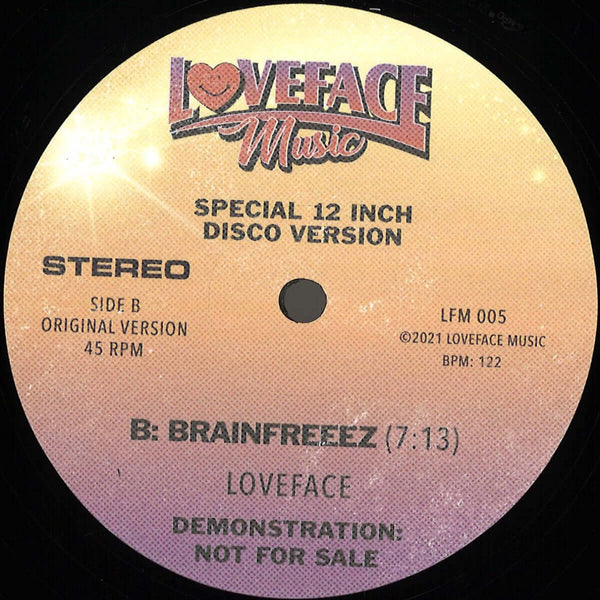 LOVEFACE
Music
SPECIAL 12 INCH
DISCO VERSION
STEREO
SIDE B
ORIGINAL VERSION
45 RPM
LFM 005
©2021 LOVEFACE MUSIC
BPM: 122
B: BRAINFREEEZ (7:13)
LOVEFACE
DEMONSTRATION:
NOT FOR SALE